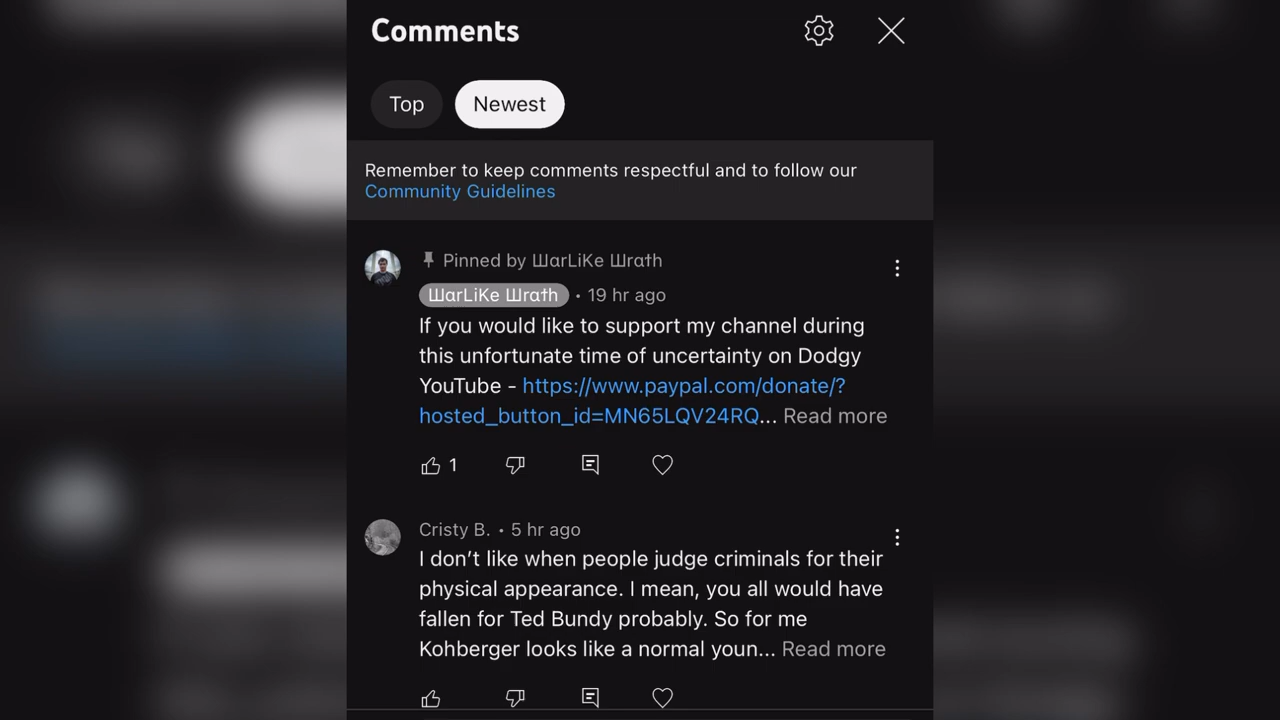 Comments
Top
Newest
Remember to keep comments respectful and to follow our
Community Guidelines
Pinned by ШarLiKe Шrαth
ШarLiKe Шrαth • 19 hr ago
If you would like to support my channel during
this unfortunate time of uncertainty on Dodgy
YouTube - https://www.paypal.com/donate/?
hosted_button_id=MN65LQV24RQ... Read more
1
Cristy B. • 5 hr ago
I don’t like when people judge criminals for their
physical appearance. I mean, you all would have
fallen for Ted Bundy probably. So for me
Kohberger looks like a normal youn... Read more